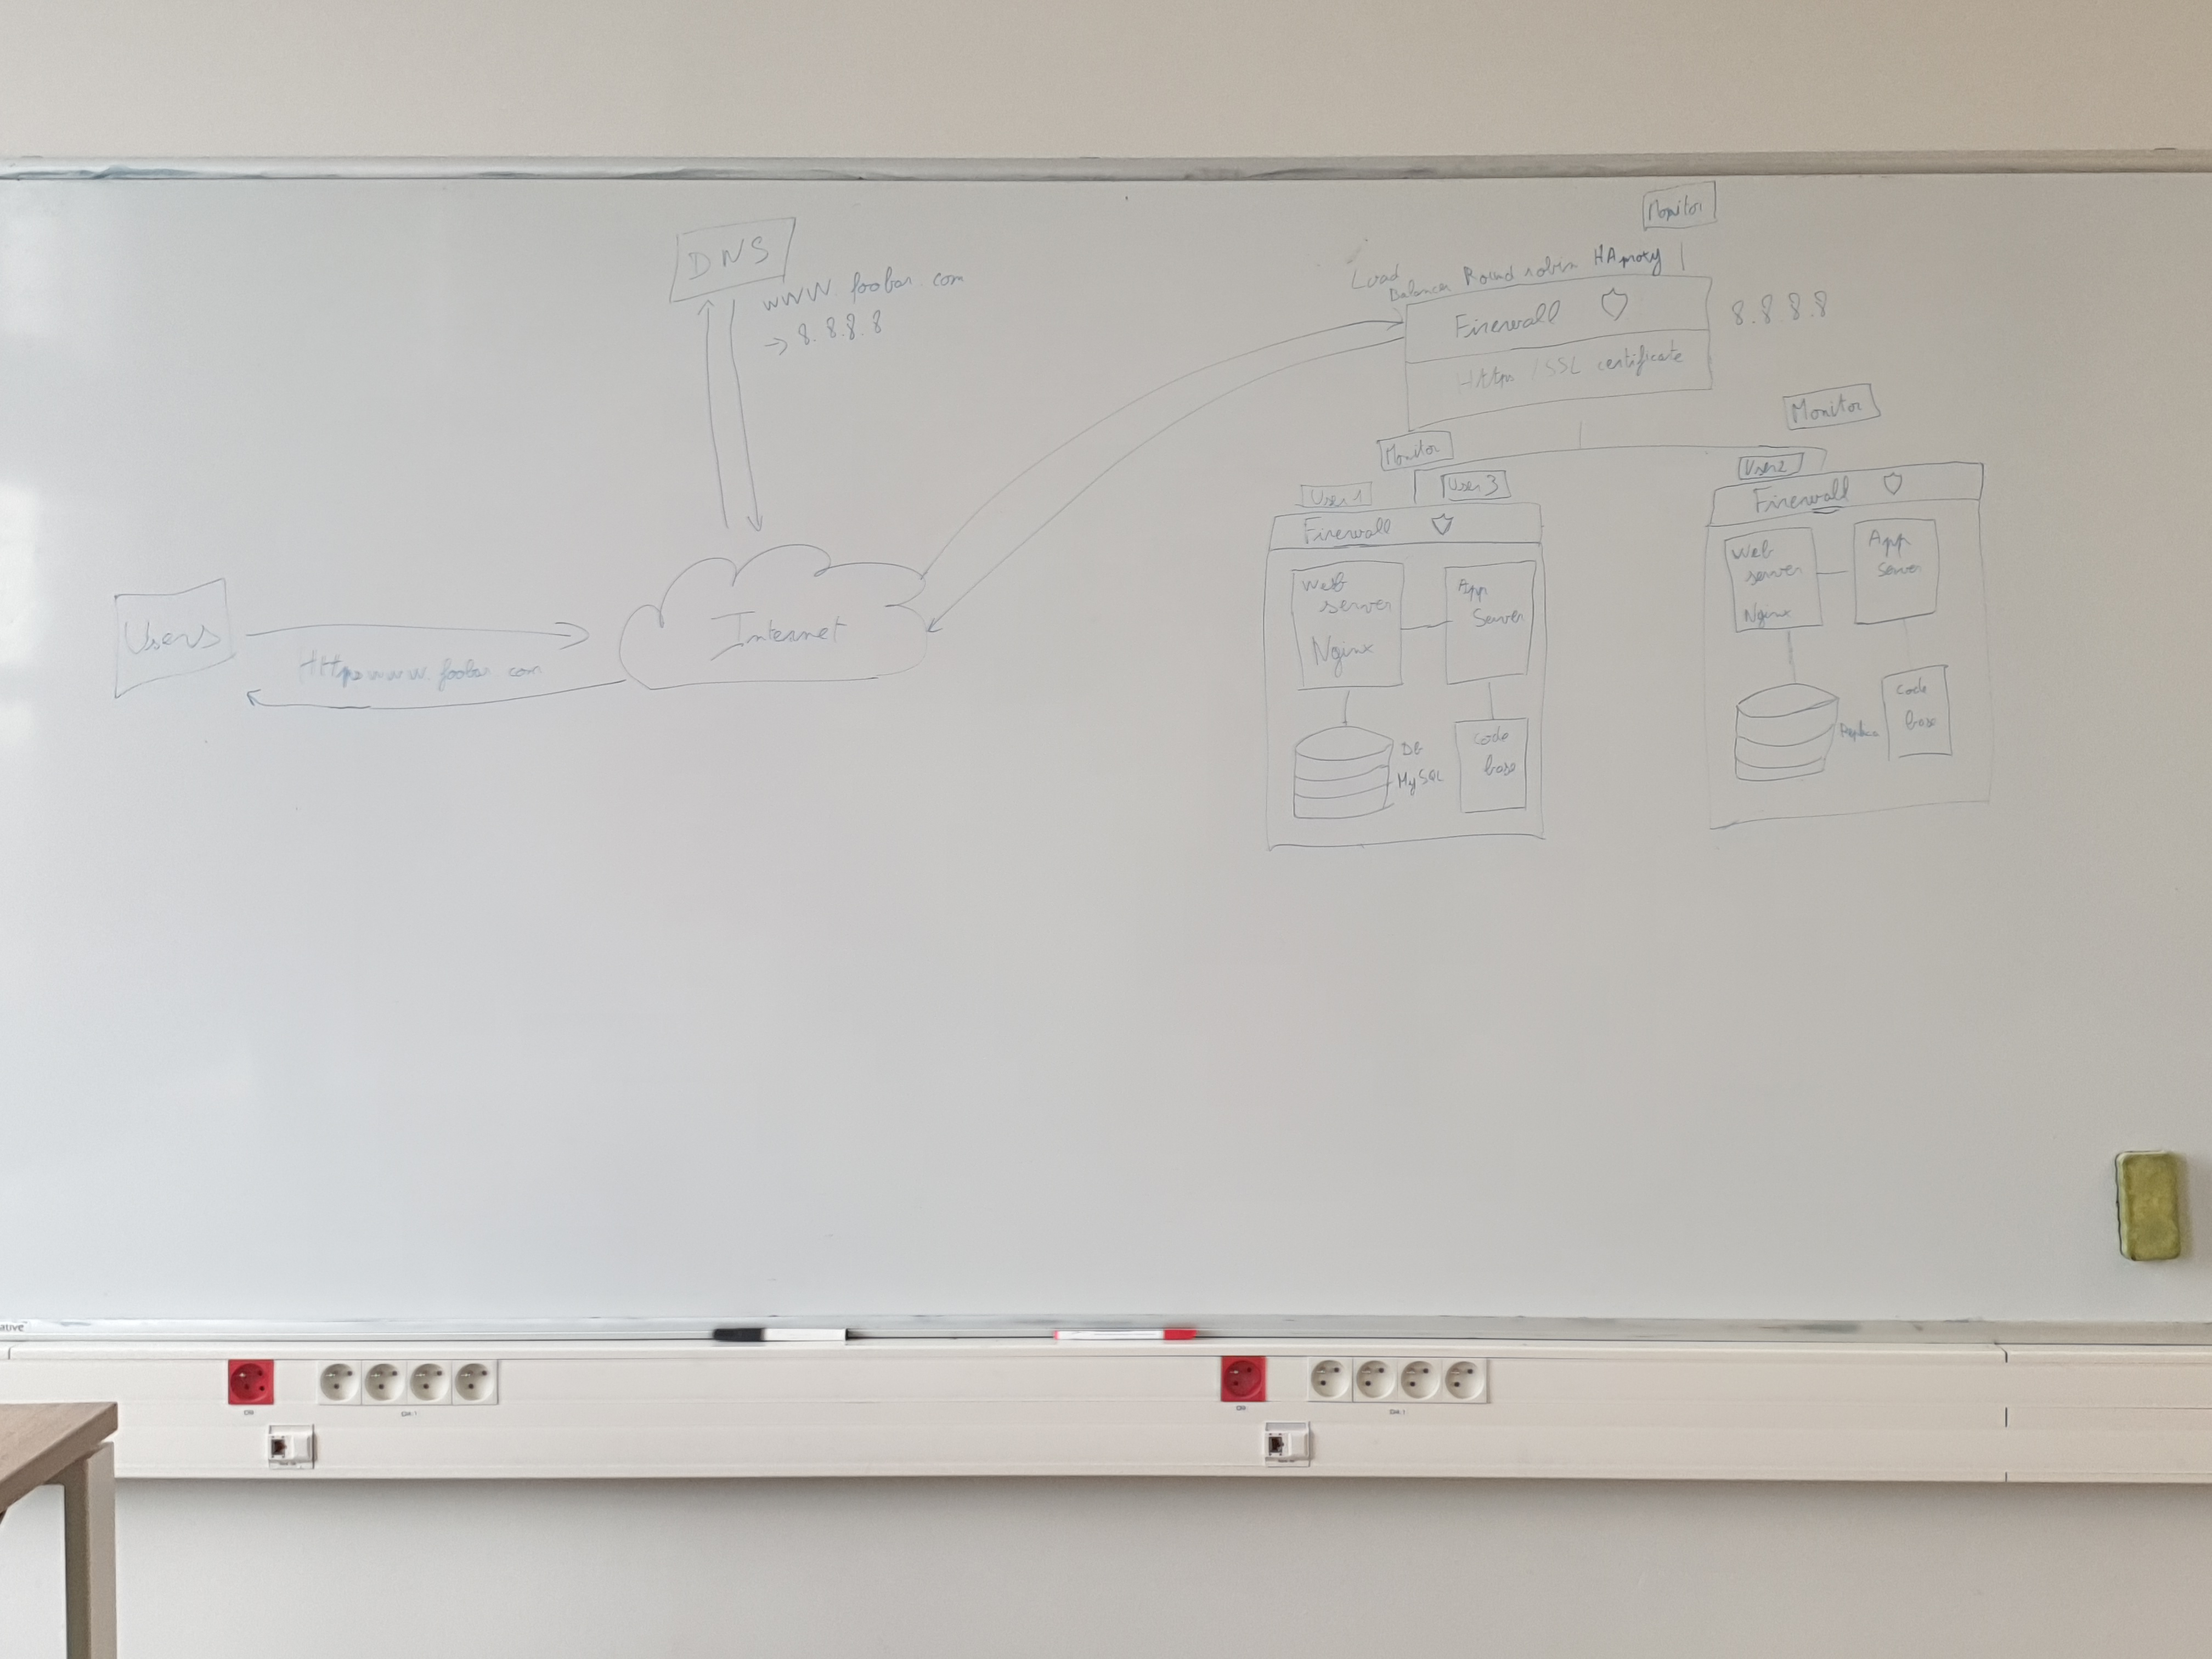 DNS
www.foobar.com
→ 8.8.8.8
Users
Https www.foobar.com
Internet
Monitor
Load
Balancer Round robin HAproxy
Firewall
8.8.8.8
Https / SSL certificate
Monitor
User 1
User 3
Firewall
Web
server
Nginx
App
Server
Db
MySQL
Code
base
Monitor
User 2
Firewall
Web
server
Nginx
App
Server
Replica
Code
base
ative